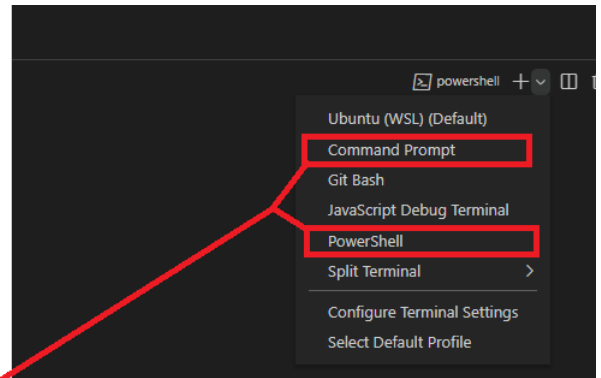 powershell
Ubuntu (WSL) (Default)
Command Prompt
Git Bash
JavaScript Debug Terminal
PowerShell
Split Terminal
Configure Terminal Settings
Select Default Profile